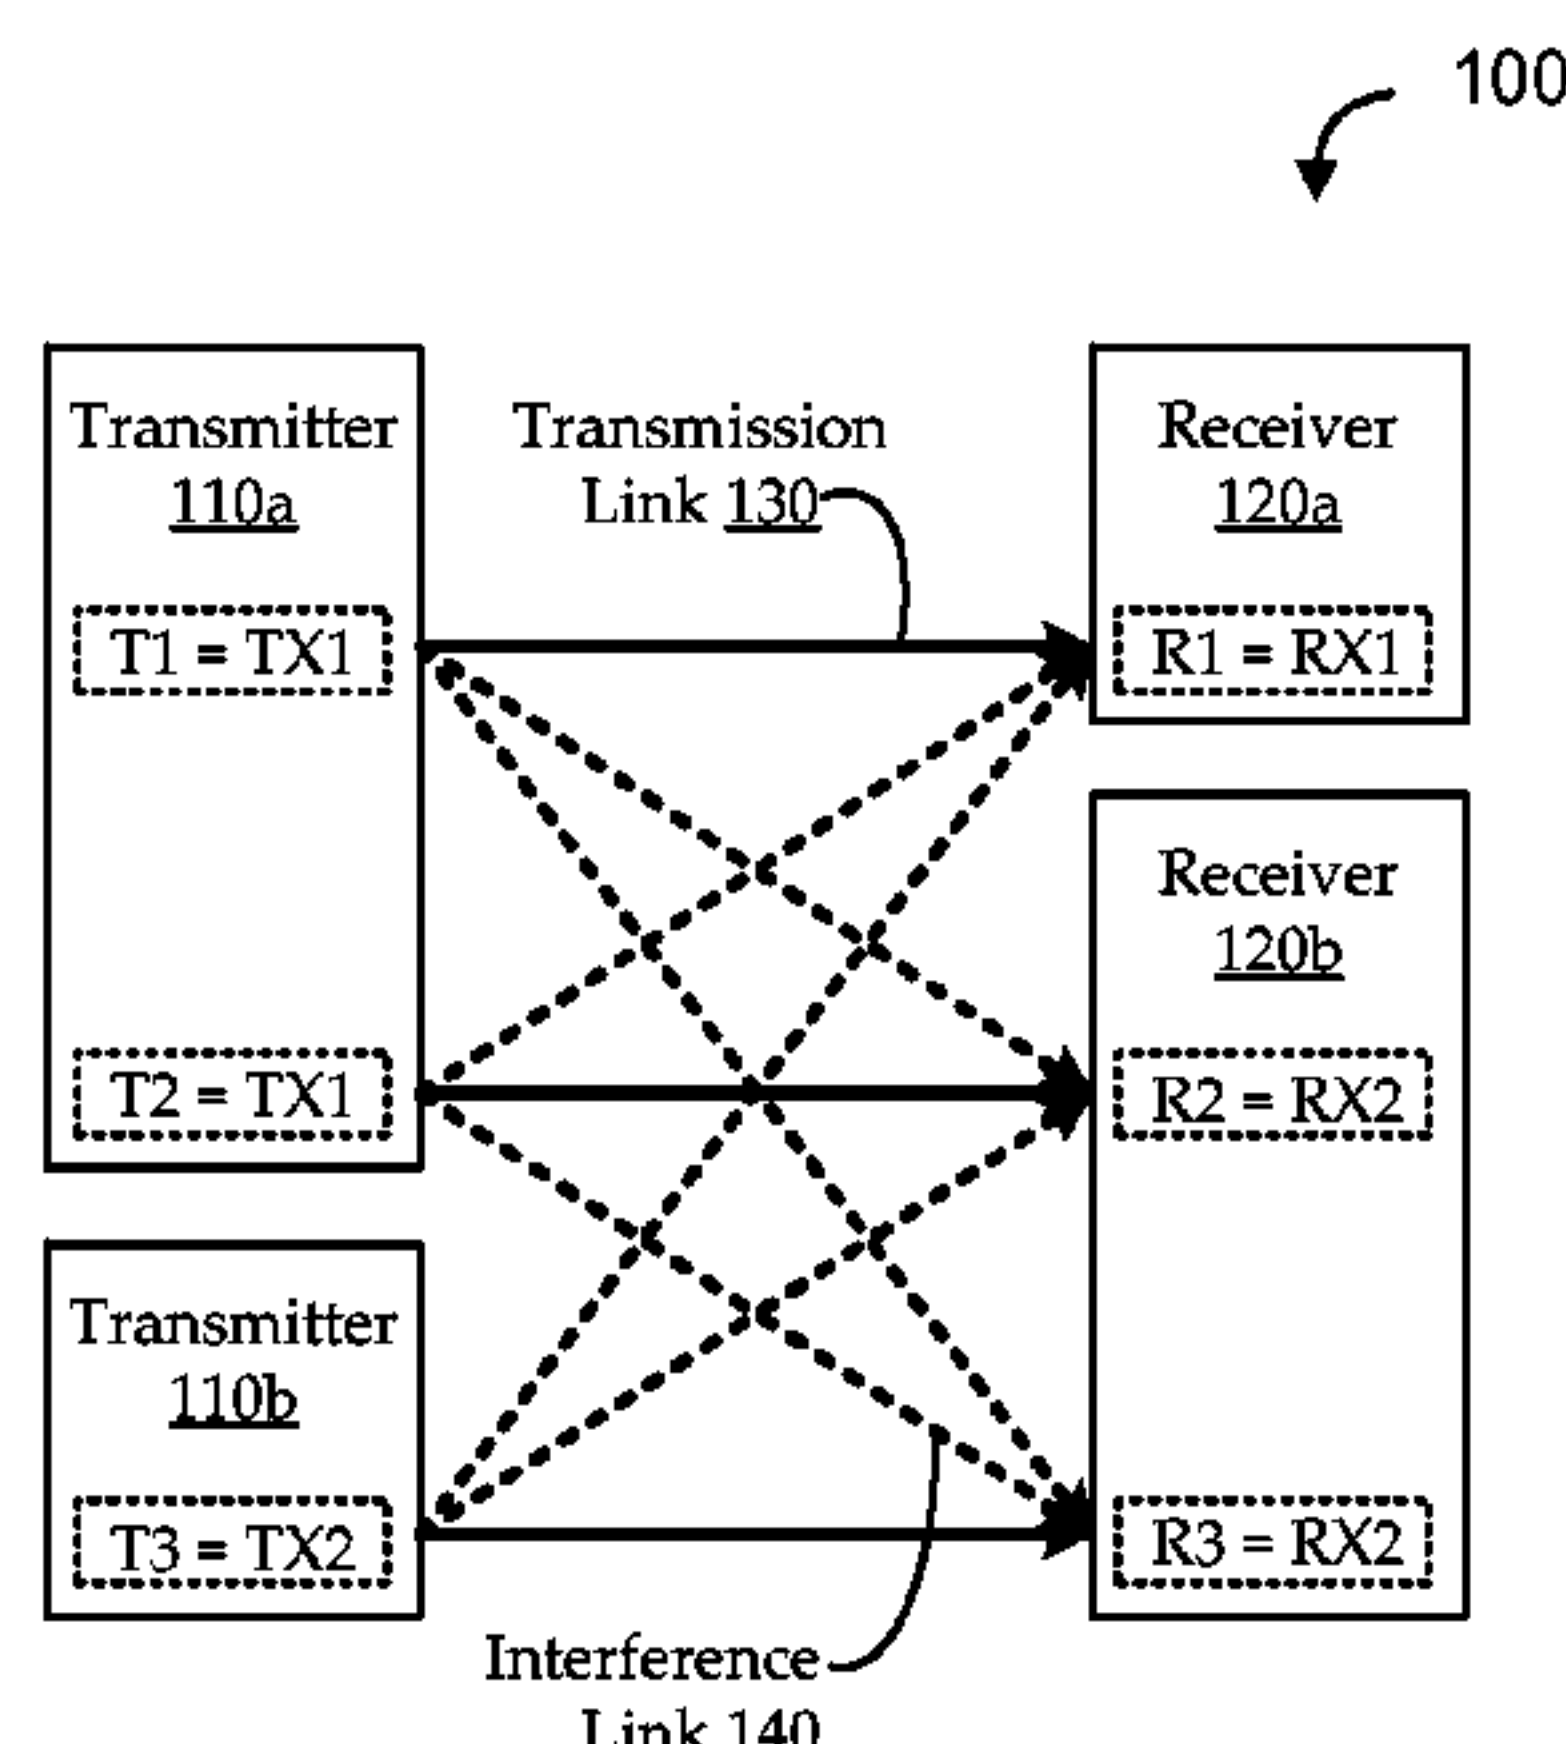 100
Transmitter
110a
Transmission
Link 130
Receiver
120a
T1 = TX1
R1 = RX1
Receiver
120b
T2 = TX1
R2 = RX2
Transmitter
110b
T3 = TX2
R3 = RX2
Interference
Link 140